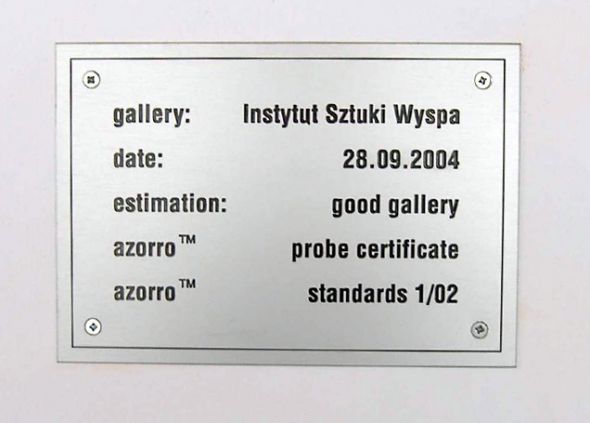 gallery: Instytut Sztuki Wyspa
date: 28.09.2004
estimation: good gallery
azorro™ probe certificate
azorro™ standards 1/02